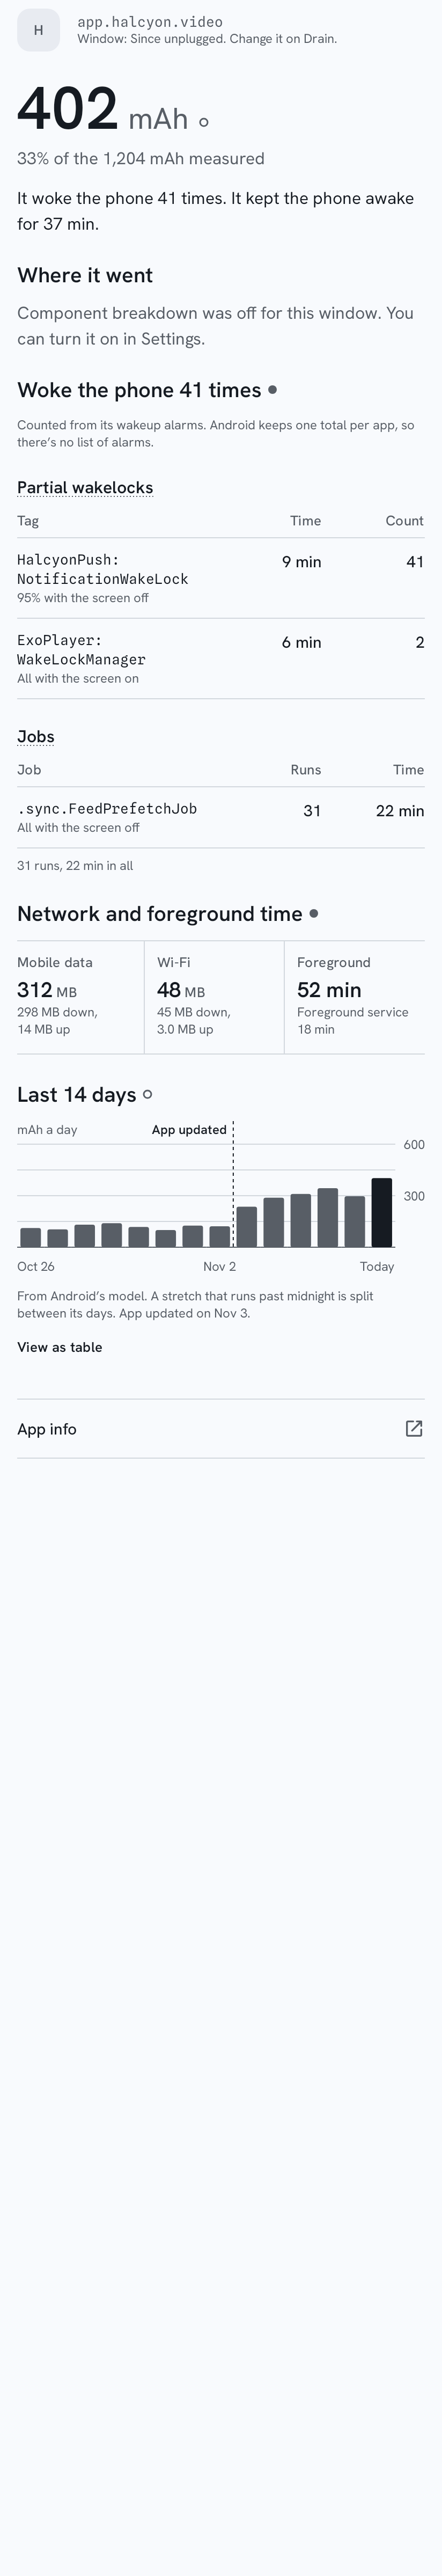 H
app.halcyon.video
Window: Since unplugged. Change it on Drain.
402 mAh
33% of the 1,204 mAh measured
It woke the phone 41 times. It kept the phone awake
for 37 min.
Where it went
Component breakdown was off for this window. You
can turn it on in Settings.
Woke the phone 41 times
Counted from its wakeup alarms. Android keeps one total per app, so
there’s no list of alarms.
Partial wakelocks
Tag Time Count
HalcyonPush:
NotificationWakeLock
9 min 41
95% with the screen off
ExoPlayer:
WakeLockManager
6 min 2
All with the screen on
Jobs
Job Runs Time
.sync.FeedPrefetchJob 31 22 min
All with the screen off
31 runs, 22 min in all
Network and foreground time
Mobile data
312 MB
298 MB down,
14 MB up
Wi-Fi
48 MB
45 MB down,
3.0 MB up
Foreground
52 min
Foreground service
18 min
Last 14 days
mAh a day
App updated
600
300
Oct 26 Nov 2 Today
From Android’s model. A stretch that runs past midnight is split
between its days. App updated on Nov 3.
View as table
App info